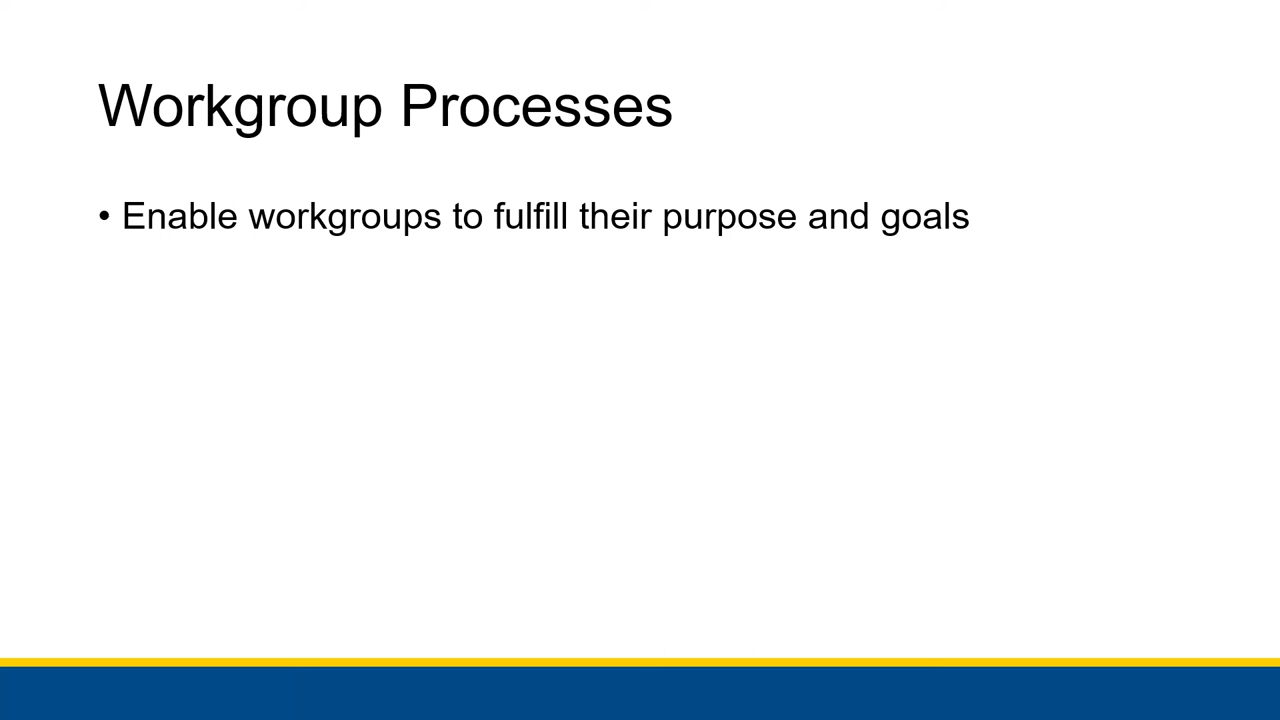 Workgroup Processes
• Enable workgroups to fulfill their purpose and goals